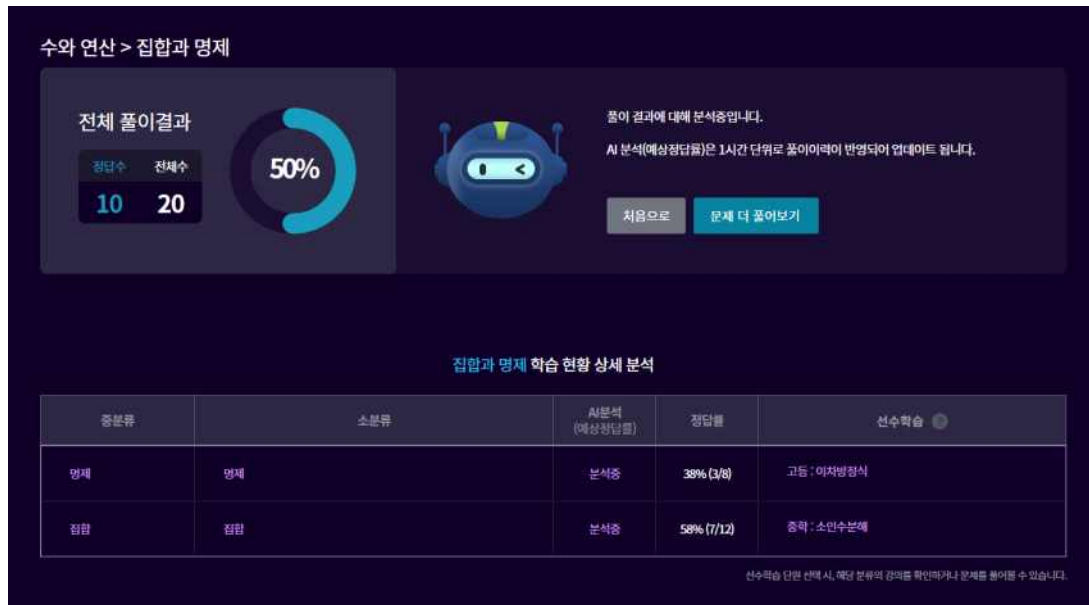 수와 연산 > 집합과 명제
전체 풀이결과
정답수 전체수
10 20
50%
풀이 결과에 대해 분석중입니다.
AI 분석(예상정답률)은 1시간 단위로 풀이이력이 반영되어 업데이트 됩니다.
처음으로 문제 더 풀어보기
집합과 명제 학습 현황 상세 분석
중분류 소분류 AI분석 (예상정답률) 정답률 선수학습 ?
명제 명제 분석중 38% (3/8) 고등 : 이차방정식
집합 집합 분석중 58% (7/12) 중학 : 소인수분해
선수학습 단원 선택 시, 해당 분류의 강의를 확인하거나 문제를 풀어볼 수 있습니다.